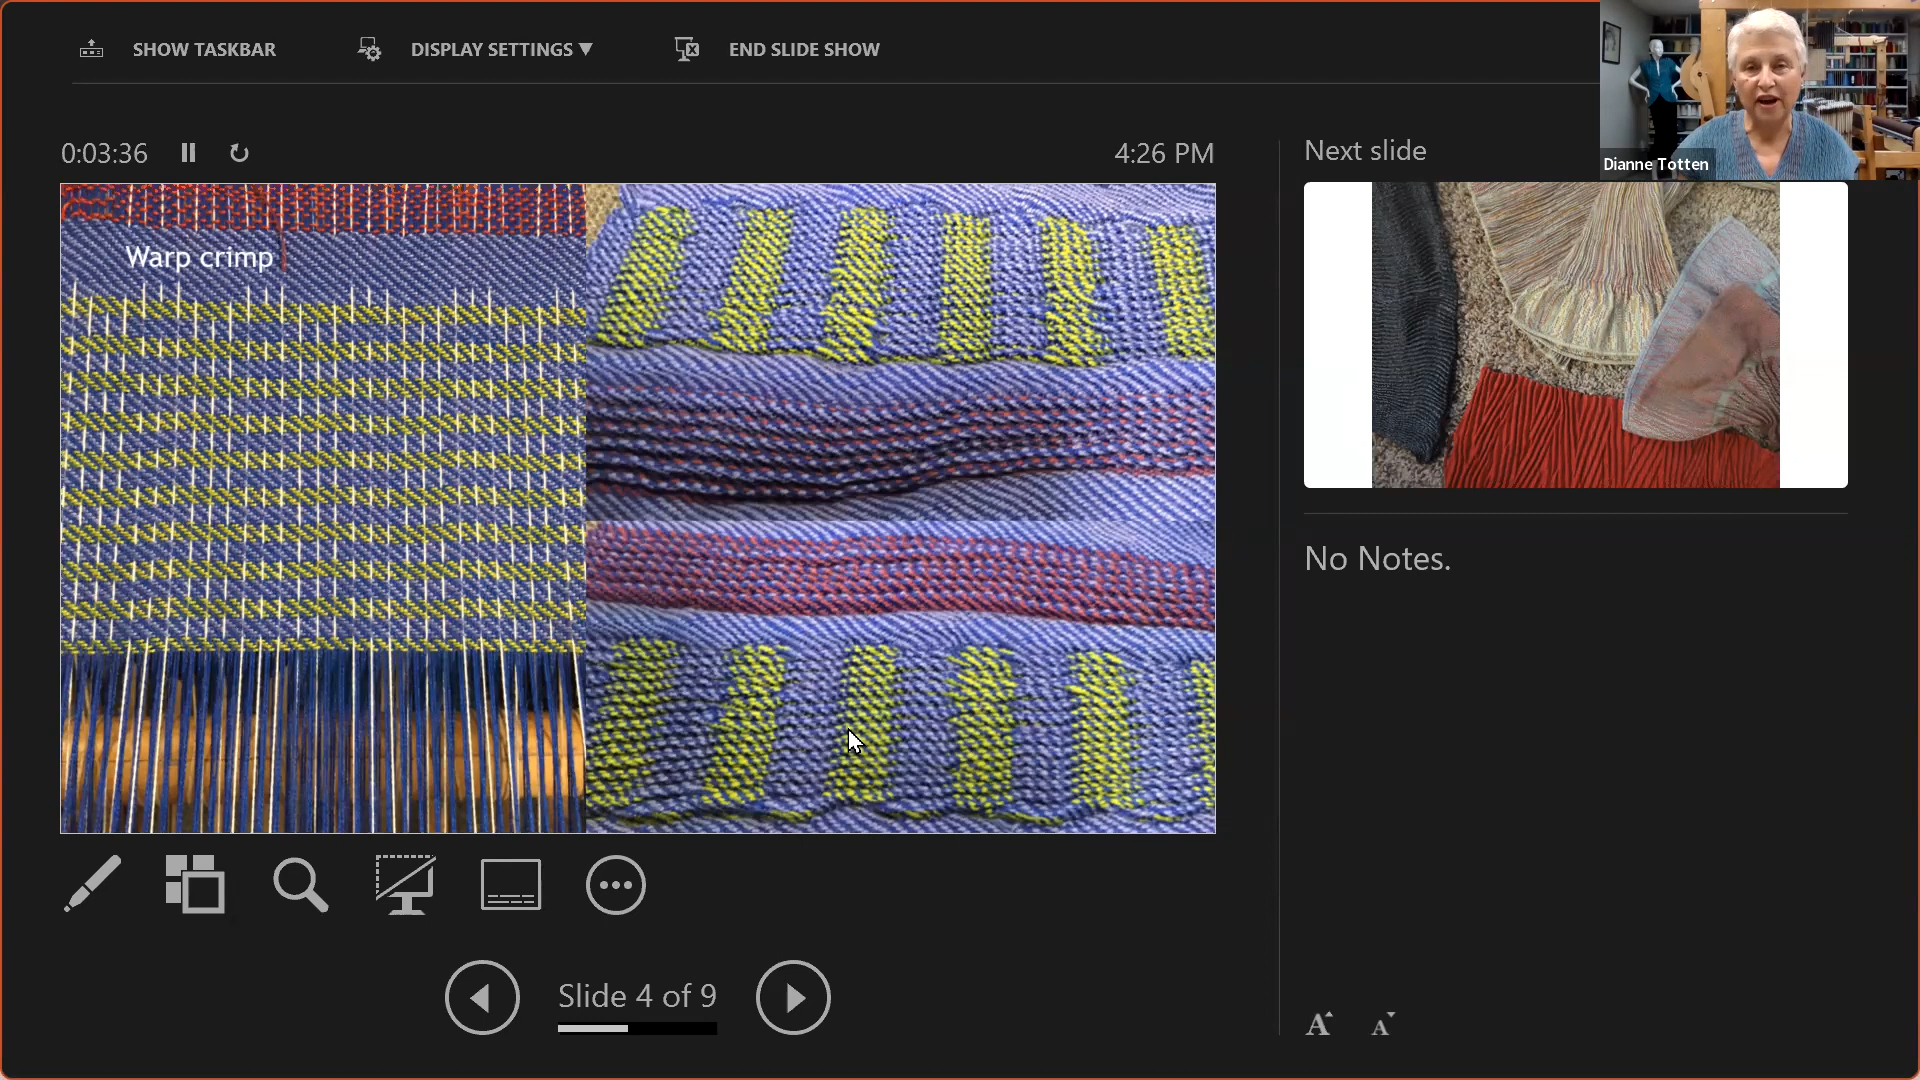 SHOW TASKBAR
DISPLAY SETTINGS ▼
END SLIDE SHOW
Dianne Totten
0:03:36
4:26 PM
Next slide
Warp crimp
No Notes.
Slide 4 of 9
A
A